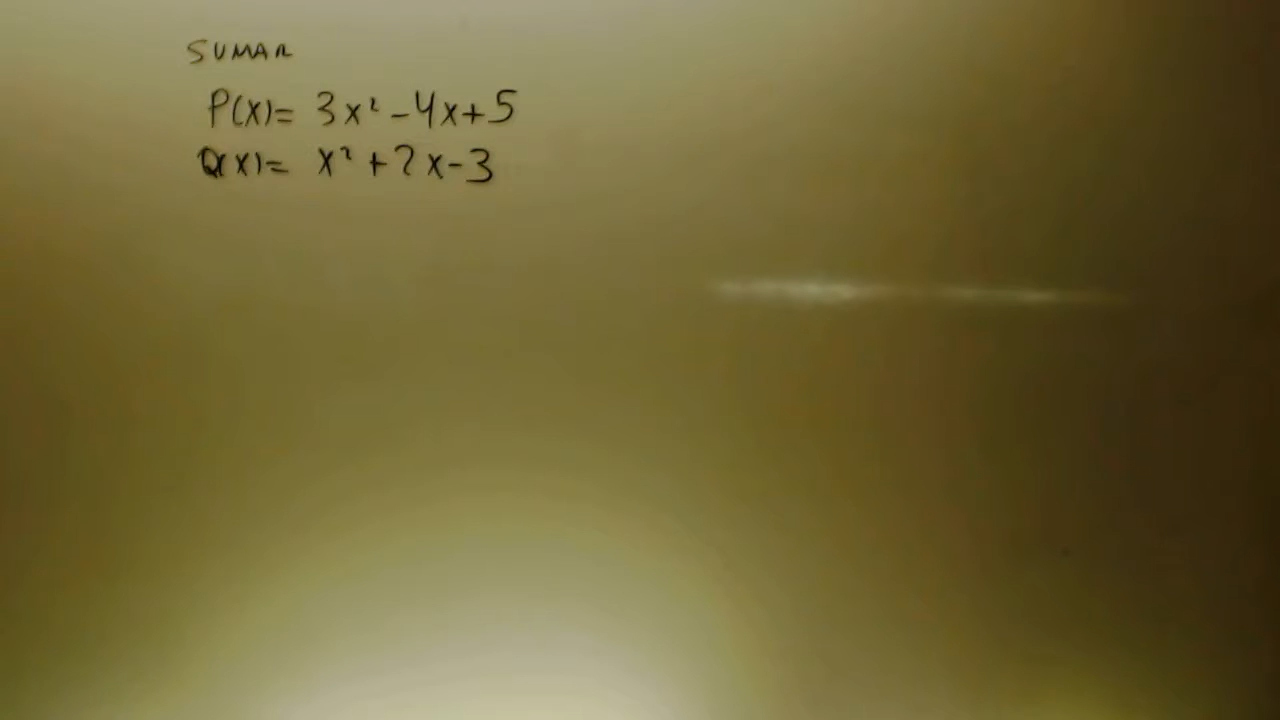 SUMAR
P(X)= 3x² -4x+5
Q(X)= x² +2x-3